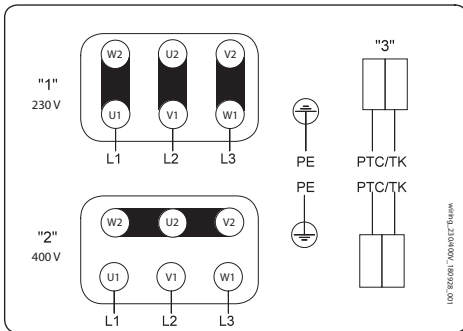 "1"
230 V
W2 U2 V2
U1 V1 W1
L1 L2 L3
"2"
400 V
W2 U2 V2
U1 V1 W1
L1 L2 L3
PE
PE
"3"
PTC/TK
PTC/TK
wiring_230400V_180928_001